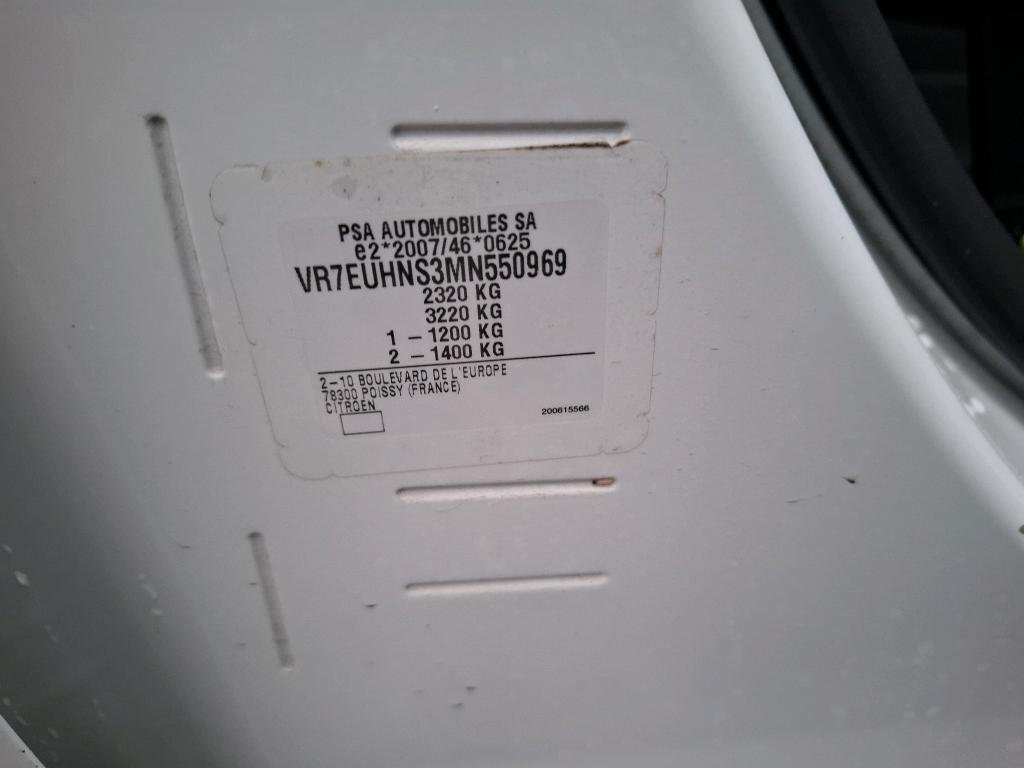 PSA AUTOMOBILES SA
e2*2007/46*0625
VR7EUHNS3MN550969
2320 KG
3220 KG
1 – 1200 KG
2 – 1400 KG
2–10 BOULEVARD DE L'EUROPE
78300 POISSY (FRANCE)
CITROEN
200615566